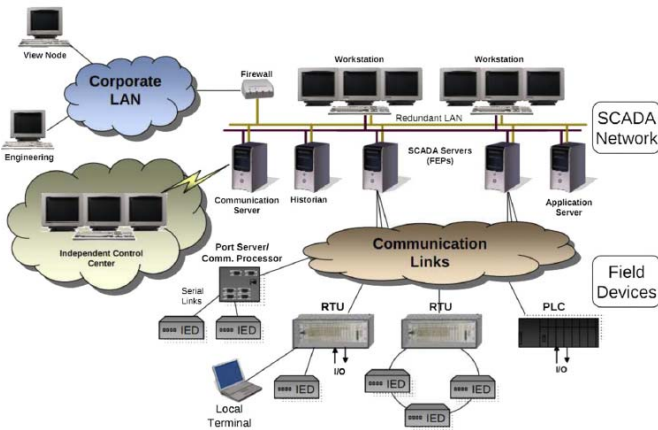 View Node
Corporate
LAN
Engineering
Firewall
Workstation
Workstation
Redundant LAN
SCADA
Network
SCADA Servers
(FEPs)
Communication
Server
Historian
Application
Server
Independent Control
Center
Communication
Links
Field
Devices
Port Server/
Comm. Processor
Serial
Links
IED
IED
RTU
RTU
PLC
I/O
I/O
IED
IED
IED
IED
Local
Terminal